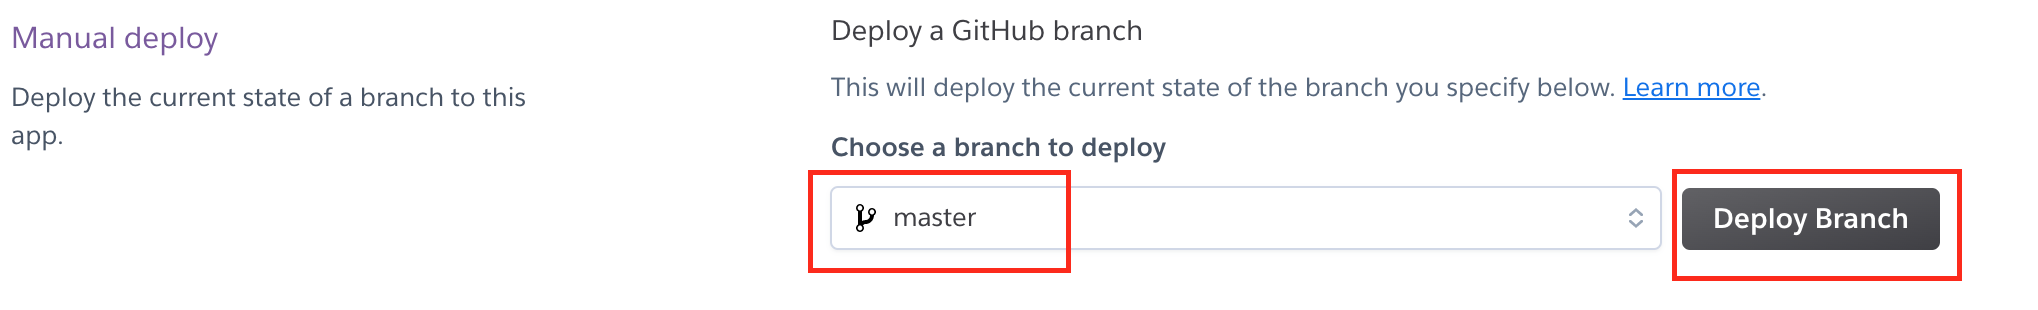 Manual deploy
Deploy the current state of a branch to this
app.
Deploy a GitHub branch
This will deploy the current state of the branch you specify below. Learn more.
Choose a branch to deploy
master
Deploy Branch